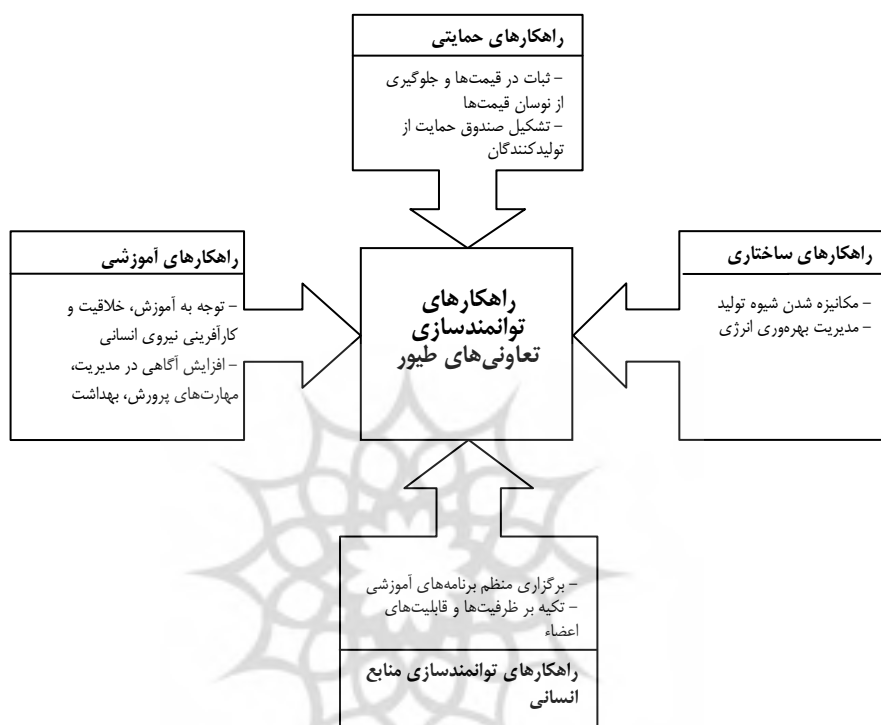 راهکارهای حمایتی
– ثبات در قیمت‌ها و جلوگیری
از نوسان قیمت‌ها
– تشکیل صندوق حمایت از
تولیدکنندگان
راهکارهای ساختاری
– مکانیزه شدن شیوه تولید
– مدیریت بهره‌وری انرژی
راهکارهای
توانمندسازی
تعاونی‌های طیور
راهکارهای آموزشی
– توجه به آموزش، خلاقیت و
کارآفرینی نیروی انسانی
– افزایش آگاهی در مدیریت،
مهارت‌های پرورش، بهداشت
– برگزاری منظم برنامه‌های آموزشی
– تکیه بر ظرفیت‌ها و قابلیت‌های
اعضاء
راهکارهای توانمندسازی منابع
انسانی